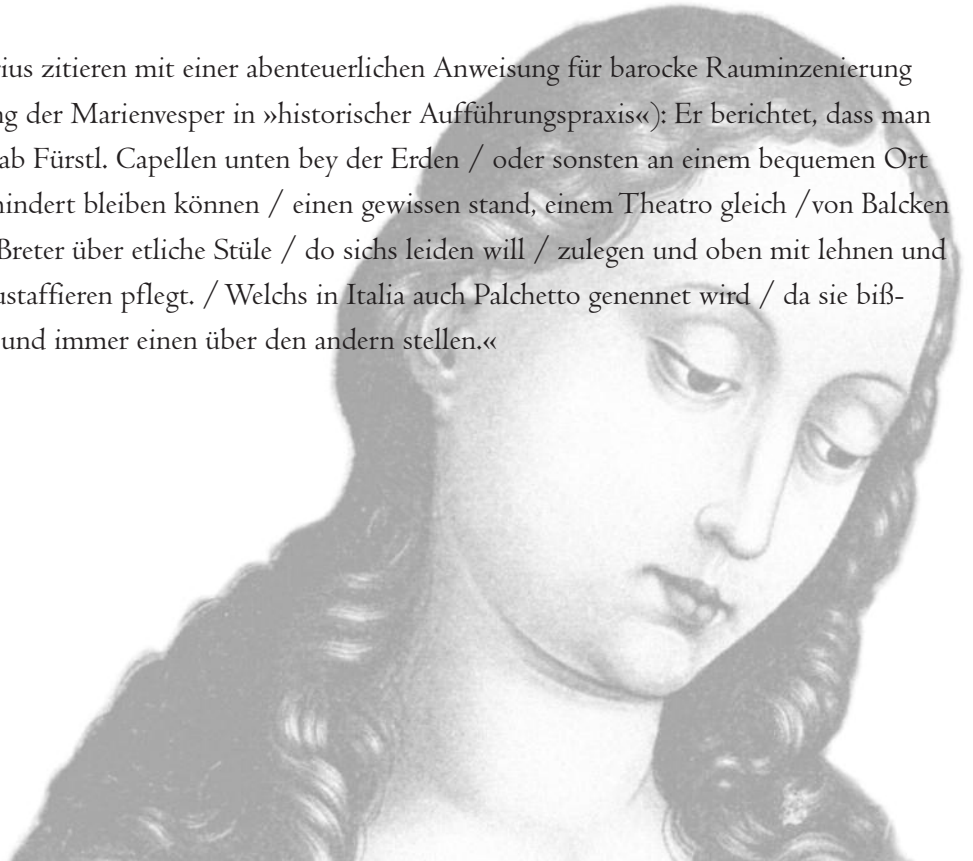 ius zitieren mit einer abenteuerlichen Anweisung für barocke Rauminzenierung
ng der Marienvesper in »historischer Aufführungspraxis«): Er berichtet, dass man
ab Fürstl. Capellen unten bey der Erden / oder sonsten an einem bequemen Ort
hindert bleiben können / einen gewissen stand, einem Theatro gleich /von Balcken
Breter über etliche Stüle / do sichs leiden will / zulegen und oben mit lehnen und
ustaffieren pflegt. / Welchs in Italia auch Palchetto genennet wird / da sie biß-
und immer einen über den andern stellen.«